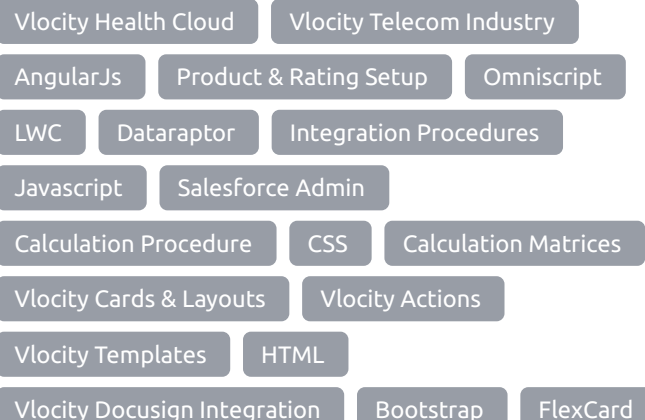 Vlocity Health Cloud Vlocity Telecom Industry
AngularJs Product & Rating Setup Omniscript
LWC Dataraptor Integration Procedures
Javascript Salesforce Admin
Calculation Procedure CSS Calculation Matrices
Vlocity Cards & Layouts Vlocity Actions
Vlocity Templates HTML
Vlocity Docusign Integration Bootstrap FlexCard